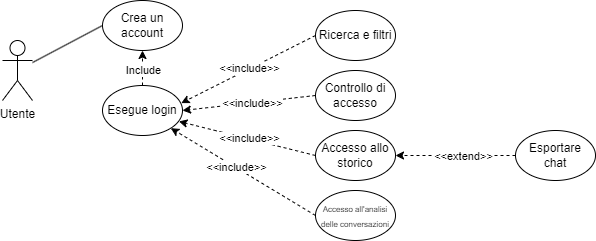 Crea un
account
Ricerca e filtri
Utente
Include
<<include>>
Esegue login
Controllo di
accesso
<<include>>
<<include>>
Accesso allo
storico
<<extend>>
Esportare
chat
<<include>>
Accesso all'analisi
delle conversazioni